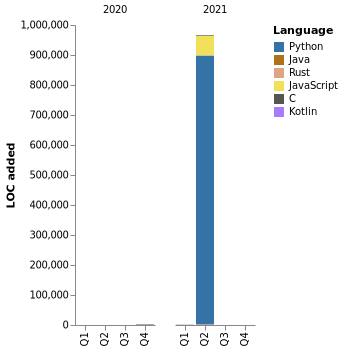 2020 2021
1,000,000
900,000
800,000
700,000
600,000
500,000
400,000
300,000
200,000
100,000
0
LOC added
Q1 Q2 Q3 Q4 Q1 Q2 Q3 Q4
Language
Python
Java
Rust
JavaScript
C
Kotlin